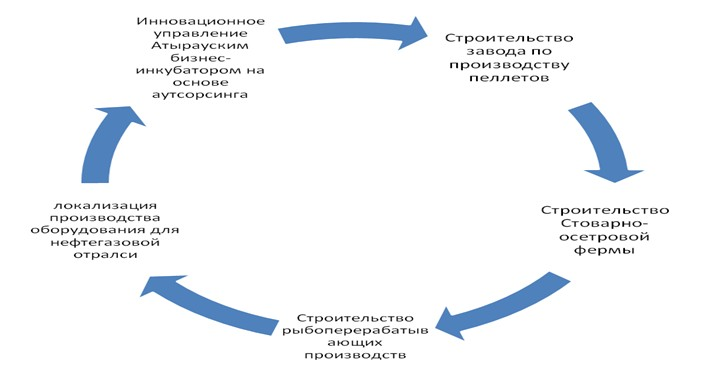 Инновационное
управление
Атырауским
бизнес-
инкубатором на
основе
аутсорсинга
Строительство
завода по
производству
пеллетов
Строительство
Стоварно-
осетровой
фермы
Строительство
рыбоперерабатыв
ающих
производств
локализация
производства
оборудования для
нефтегазовой
отралси